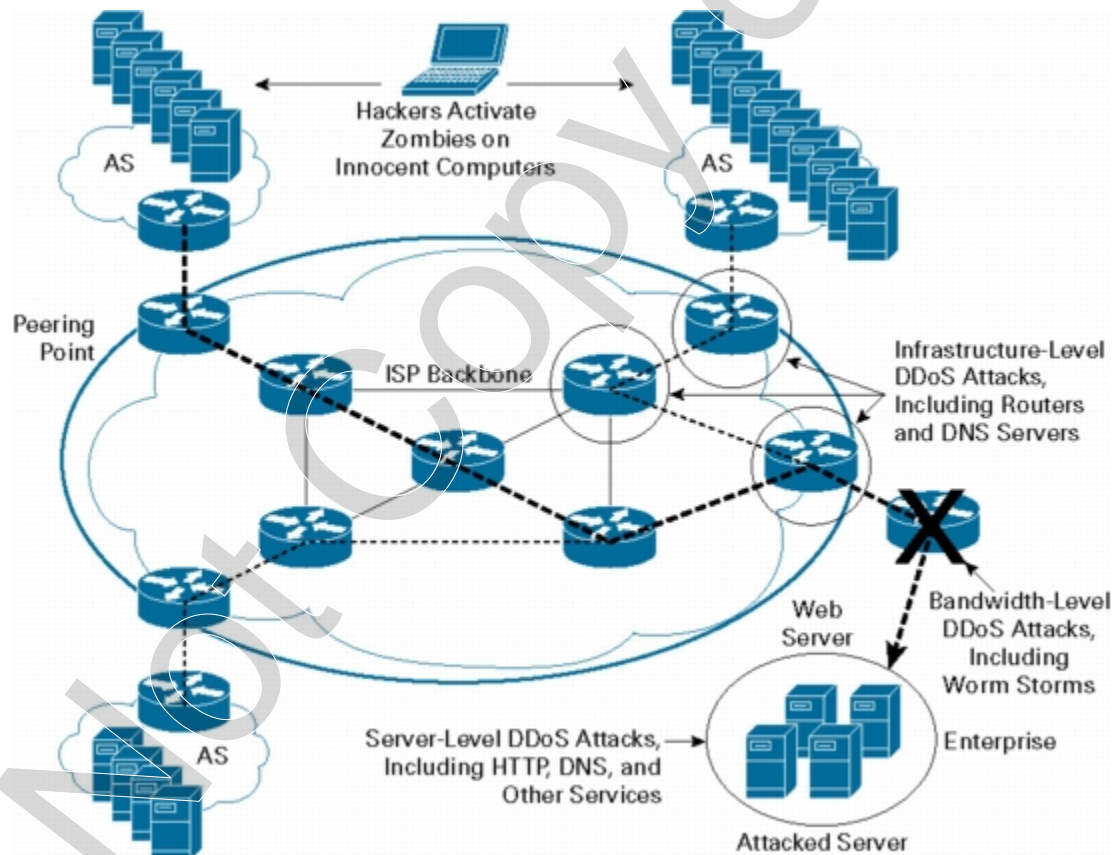 Hackers Activate
Zombies on
Innocent Computers
AS
AS
Peering
Point
ISP Backbone
Infrastructure-Level
DDoS Attacks,
Including Routers
and DNS Servers
Web
Server
Bandwidth-Level
DDoS Attacks,
Including
Worm Storms
AS
Server-Level DDoS Attacks,
Including HTTP, DNS, and
Other Services
Enterprise
Attacked Server
Not Copy